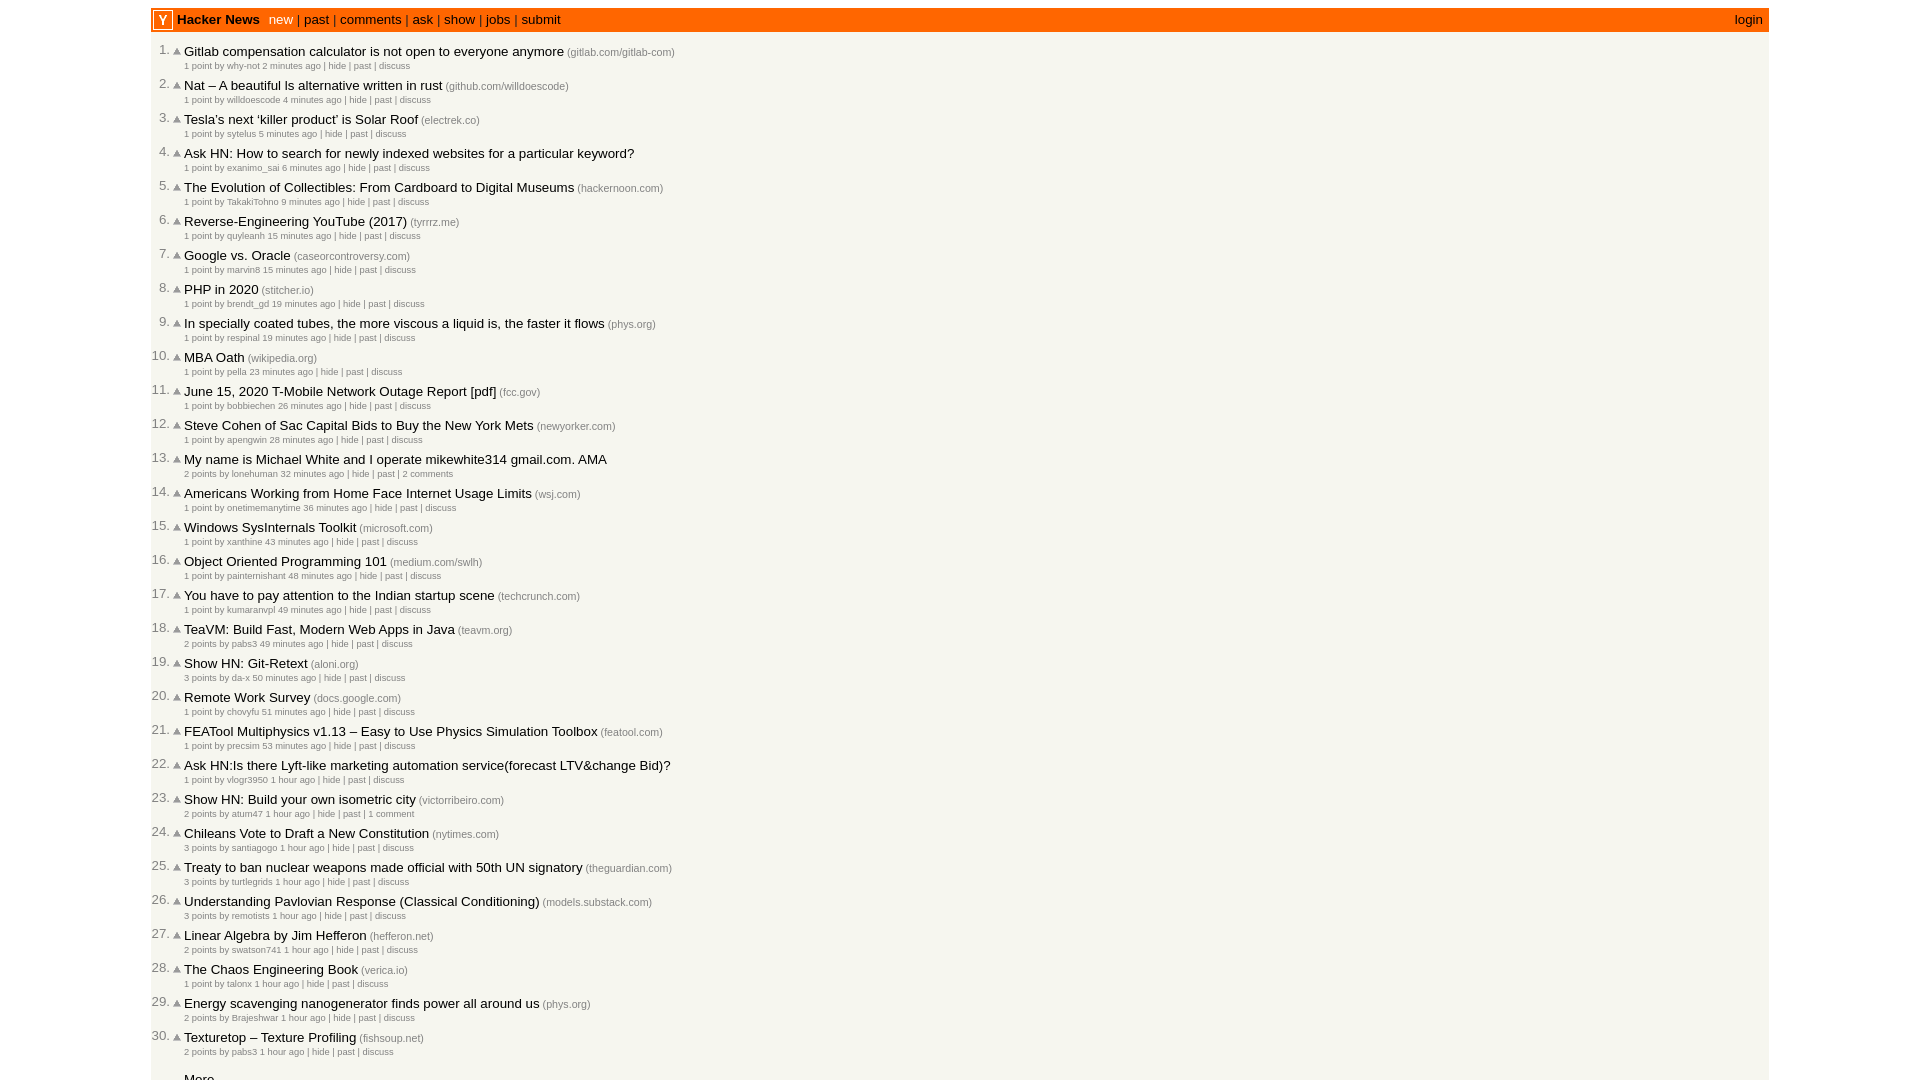 Y Hacker News new | past | comments | ask | show | jobs | submit login
1. Gitlab compensation calculator is not open to everyone anymore (gitlab.com/gitlab-com)
1 point by why-not 2 minutes ago | hide | past | discuss
2. Nat – A beautiful ls alternative written in rust (github.com/willdoescode)
1 point by willdoescode 4 minutes ago | hide | past | discuss
3. Tesla’s next ‘killer product’ is Solar Roof (electrek.co)
1 point by sytelus 5 minutes ago | hide | past | discuss
4. Ask HN: How to search for newly indexed websites for a particular keyword?
1 point by exanimo_sai 6 minutes ago | hide | past | discuss
5. The Evolution of Collectibles: From Cardboard to Digital Museums (hackernoon.com)
1 point by TakakiTohno 9 minutes ago | hide | past | discuss
6. Reverse-Engineering YouTube (2017) (tyrrrz.me)
1 point by quyleanh 15 minutes ago | hide | past | discuss
7. Google vs. Oracle (caseorcontroversy.com)
1 point by marvin8 15 minutes ago | hide | past | discuss
8. PHP in 2020 (stitcher.io)
1 point by brendt_gd 19 minutes ago | hide | past | discuss
9. In specially coated tubes, the more viscous a liquid is, the faster it flows (phys.org)
1 point by respinal 19 minutes ago | hide | past | discuss
10. MBA Oath (wikipedia.org)
1 point by pella 23 minutes ago | hide | past | discuss
11. June 15, 2020 T-Mobile Network Outage Report [pdf] (fcc.gov)
1 point by bobbiechen 26 minutes ago | hide | past | discuss
12. Steve Cohen of Sac Capital Bids to Buy the New York Mets (newyorker.com)
1 point by apengwin 28 minutes ago | hide | past | discuss
13. My name is Michael White and I operate mikewhite314 gmail.com. AMA
2 points by lonehuman 32 minutes ago | hide | past | 2 comments
14. Americans Working from Home Face Internet Usage Limits (wsj.com)
1 point by onetimemanytime 36 minutes ago | hide | past | discuss
15. Windows SysInternals Toolkit (microsoft.com)
1 point by xanthine 43 minutes ago | hide | past | discuss
16. Object Oriented Programming 101 (medium.com/swlh)
1 point by painternishant 48 minutes ago | hide | past | discuss
17. You have to pay attention to the Indian startup scene (techcrunch.com)
1 point by kumaranvpl 49 minutes ago | hide | past | discuss
18. TeaVM: Build Fast, Modern Web Apps in Java (teavm.org)
2 points by pabs3 49 minutes ago | hide | past | discuss
19. Show HN: Git-Retext (aloni.org)
3 points by da-x 50 minutes ago | hide | past | discuss
20. Remote Work Survey (docs.google.com)
1 point by chovyfu 51 minutes ago | hide | past | discuss
21. FEATool Multiphysics v1.13 – Easy to Use Physics Simulation Toolbox (featool.com)
1 point by precsim 53 minutes ago | hide | past | discuss
22. Ask HN:Is there Lyft-like marketing automation service(forecast LTV&change Bid)?
1 point by vlogr3950 1 hour ago | hide | past | discuss
23. Show HN: Build your own isometric city (victorribeiro.com)
2 points by atum47 1 hour ago | hide | past | 1 comment
24. Chileans Vote to Draft a New Constitution (nytimes.com)
3 points by santiagogo 1 hour ago | hide | past | discuss
25. Treaty to ban nuclear weapons made official with 50th UN signatory (theguardian.com)
3 points by turtlegrids 1 hour ago | hide | past | discuss
26. Understanding Pavlovian Response (Classical Conditioning) (models.substack.com)
3 points by remotists 1 hour ago | hide | past | discuss
27. Linear Algebra by Jim Hefferon (hefferon.net)
2 points by swatson741 1 hour ago | hide | past | discuss
28. The Chaos Engineering Book (verica.io)
1 point by talonx 1 hour ago | hide | past | discuss
29. Energy scavenging nanogenerator finds power all around us (phys.org)
2 points by Brajeshwar 1 hour ago | hide | past | discuss
30. Texturetop – Texture Profiling (fishsoup.net)
2 points by pabs3 1 hour ago | hide | past | discuss
More